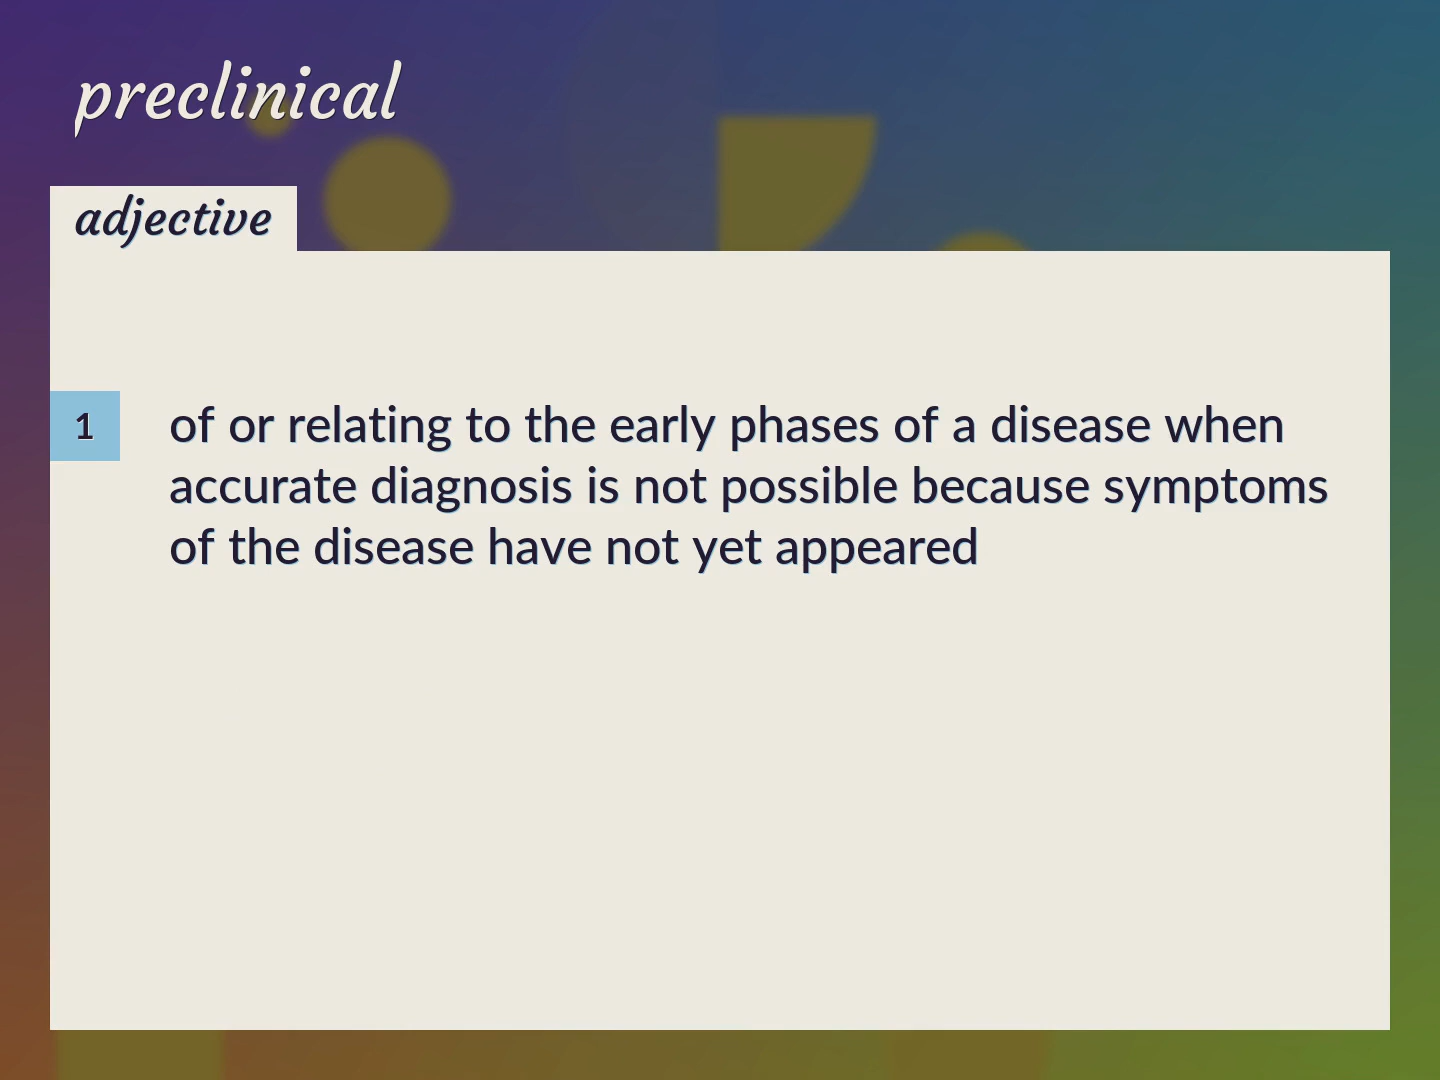 preclinical
adjective
1
of or relating to the early phases of a disease when
accurate diagnosis is not possible because symptoms
of the disease have not yet appeared